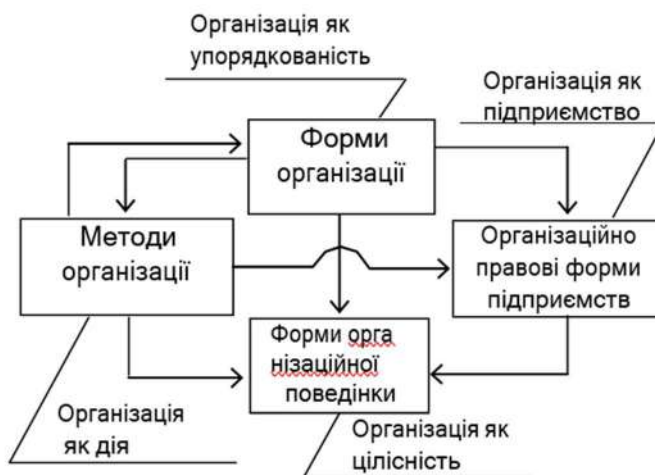 Організація як
упорядкованість
Організація як
підприємство
Форми
організації
Методи
організації
Організаційно
правові форми
підприємств
Форми орга
нізаційної
поведінки
Організація
як дія
Організація як
цілісність